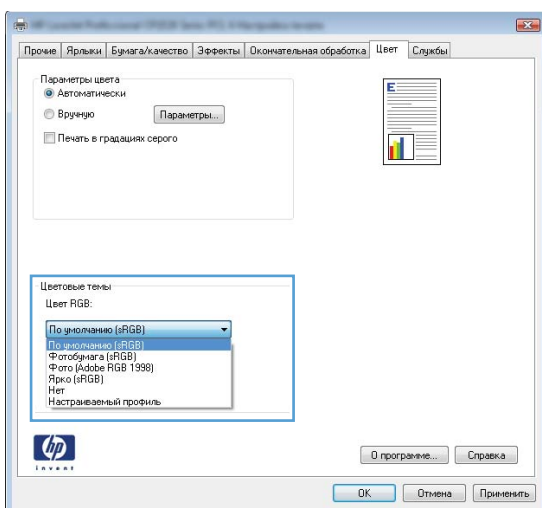 Прочие Ярлыки Бумага/качество Эффекты Окончательная обработка Цвет Службы
Параметры цвета
Автоматически
Вручную Параметры...
Печать в градациях серого
E
Цветовые темы
Цвет RGB:
По умолчанию (sRGB)
По умолчанию (sRGB)
Фотобумага (sRGB)
Фото (Adobe RGB 1998)
Ярко (sRGB)
Нет
Настраиваемый профиль
hp
invent
О программе... Справка
OK Отмена Применить